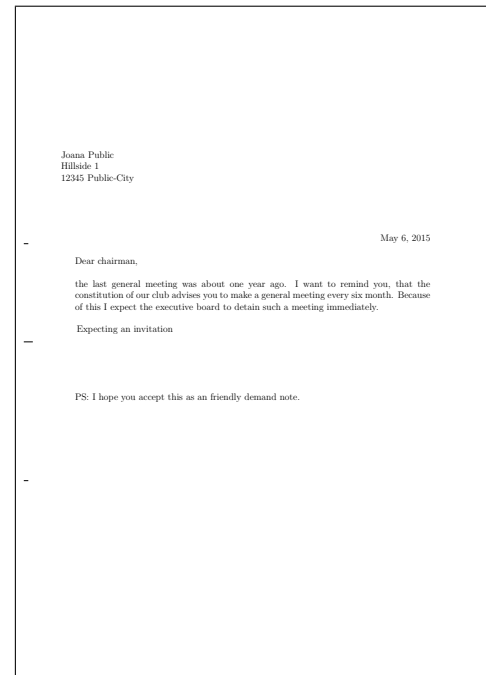 Joana Public
Hillside 1
12345 Public-City
May 6, 2015
Dear chairman,
the last general meeting was about one year ago. I want to remind you, that the
constitution of our club advises you to make a general meeting every six month. Because
of this I expect the executive board to detain such a meeting immediately.
Expecting an invitation
PS: I hope you accept this as an friendly demand note.